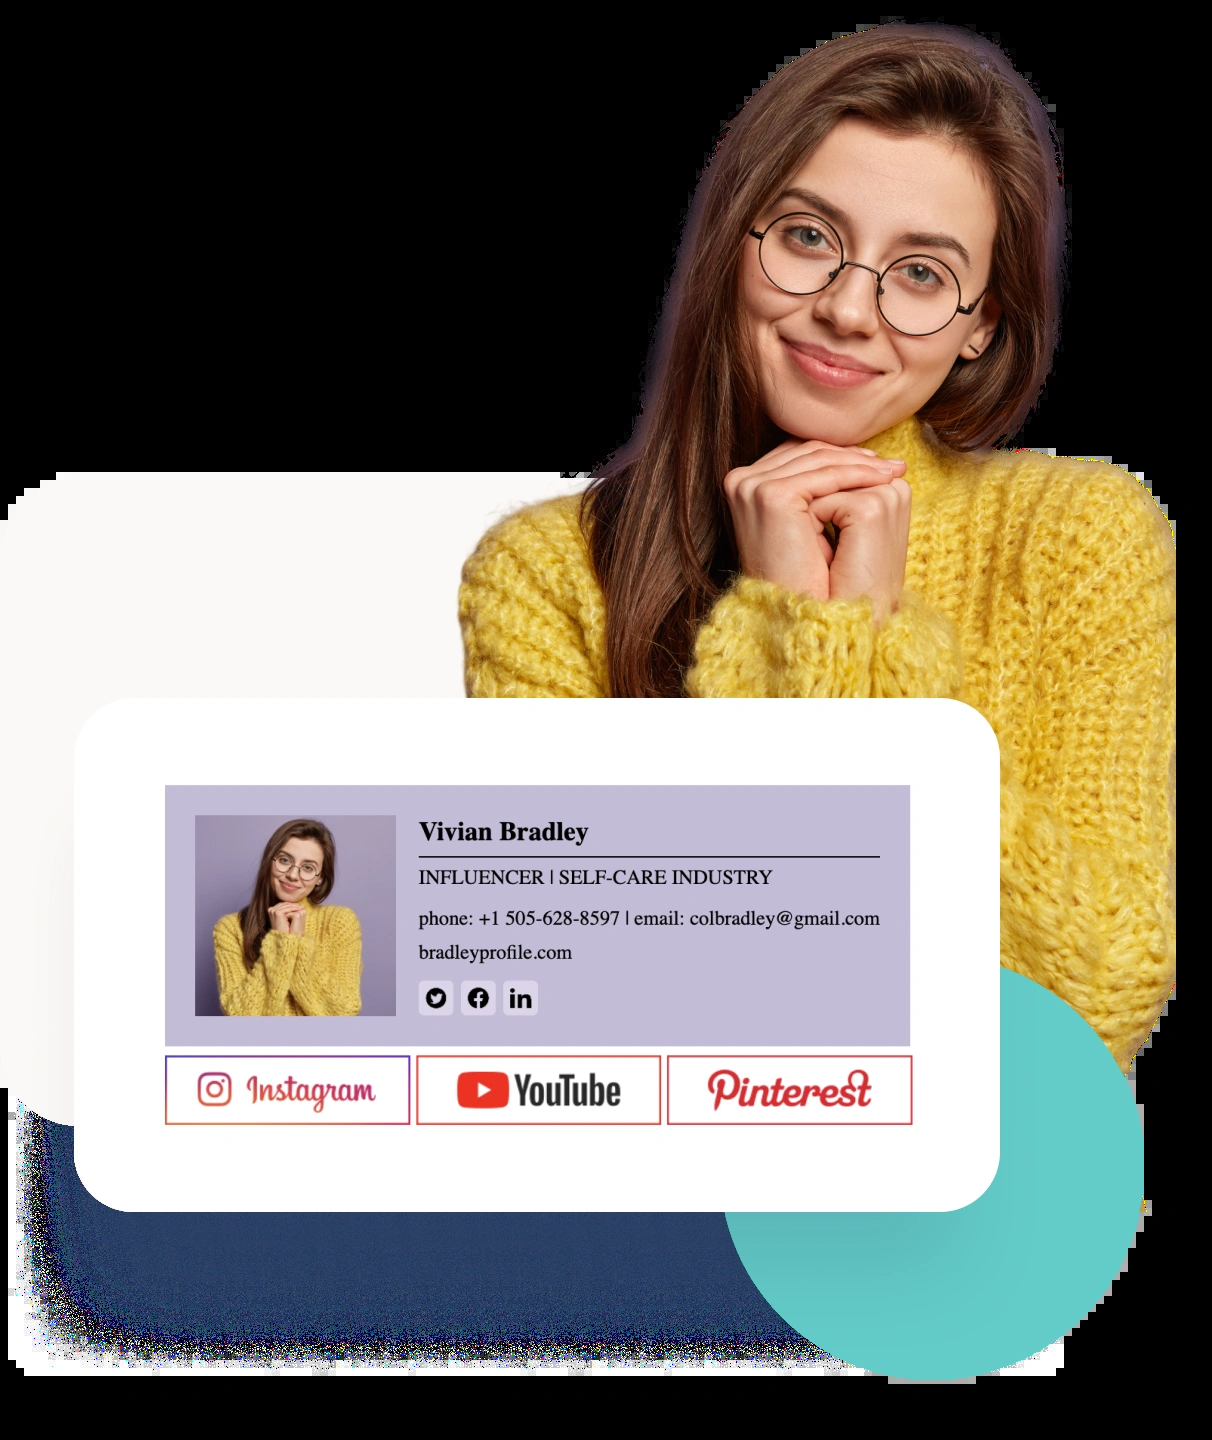 Vivian Bradley
INFLUENCER | SELF-CARE INDUSTRY
phone: +1 505-628-8597 | email: colbradley@gmail.com
bradleyprofile.com
in
Instagram YouTube Pinterest